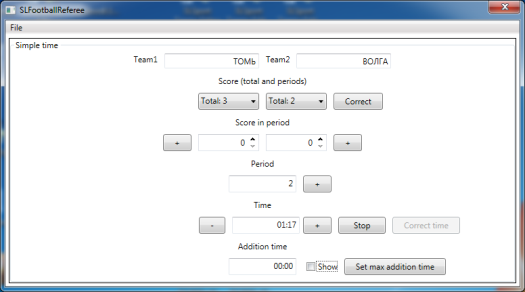 SLFootballReferee
File
Simple time
Team1 ТОМЬ Team2 ВОЛГА
Score (total and periods)
Total: 3 Total: 2 Correct
Score in period
+ 0 0 +
Period
2 +
Time
- 01:17 + Stop Correct time
Addition time
00:00 Show Set max addition time